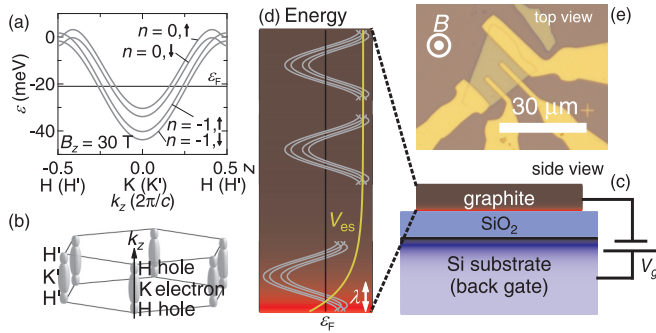 (a)
0
-20
-40
ε (meV)
n = 0,↑
n = 0,↓
ε_F
n = -1,↑
n = -1,↓
B_z = 30 T
-0.5 0.0 0.5
H (H') K (K') H (H')
k_z (2π/c)
(b)
k_z
H'
K'
H'
H hole
K electron
H hole
(d) Energy
z
V_es
λ
ε_F
(e)
top view
B
30 μm
side view
(c)
graphite
SiO₂
Si substrate
(back gate)
V_g